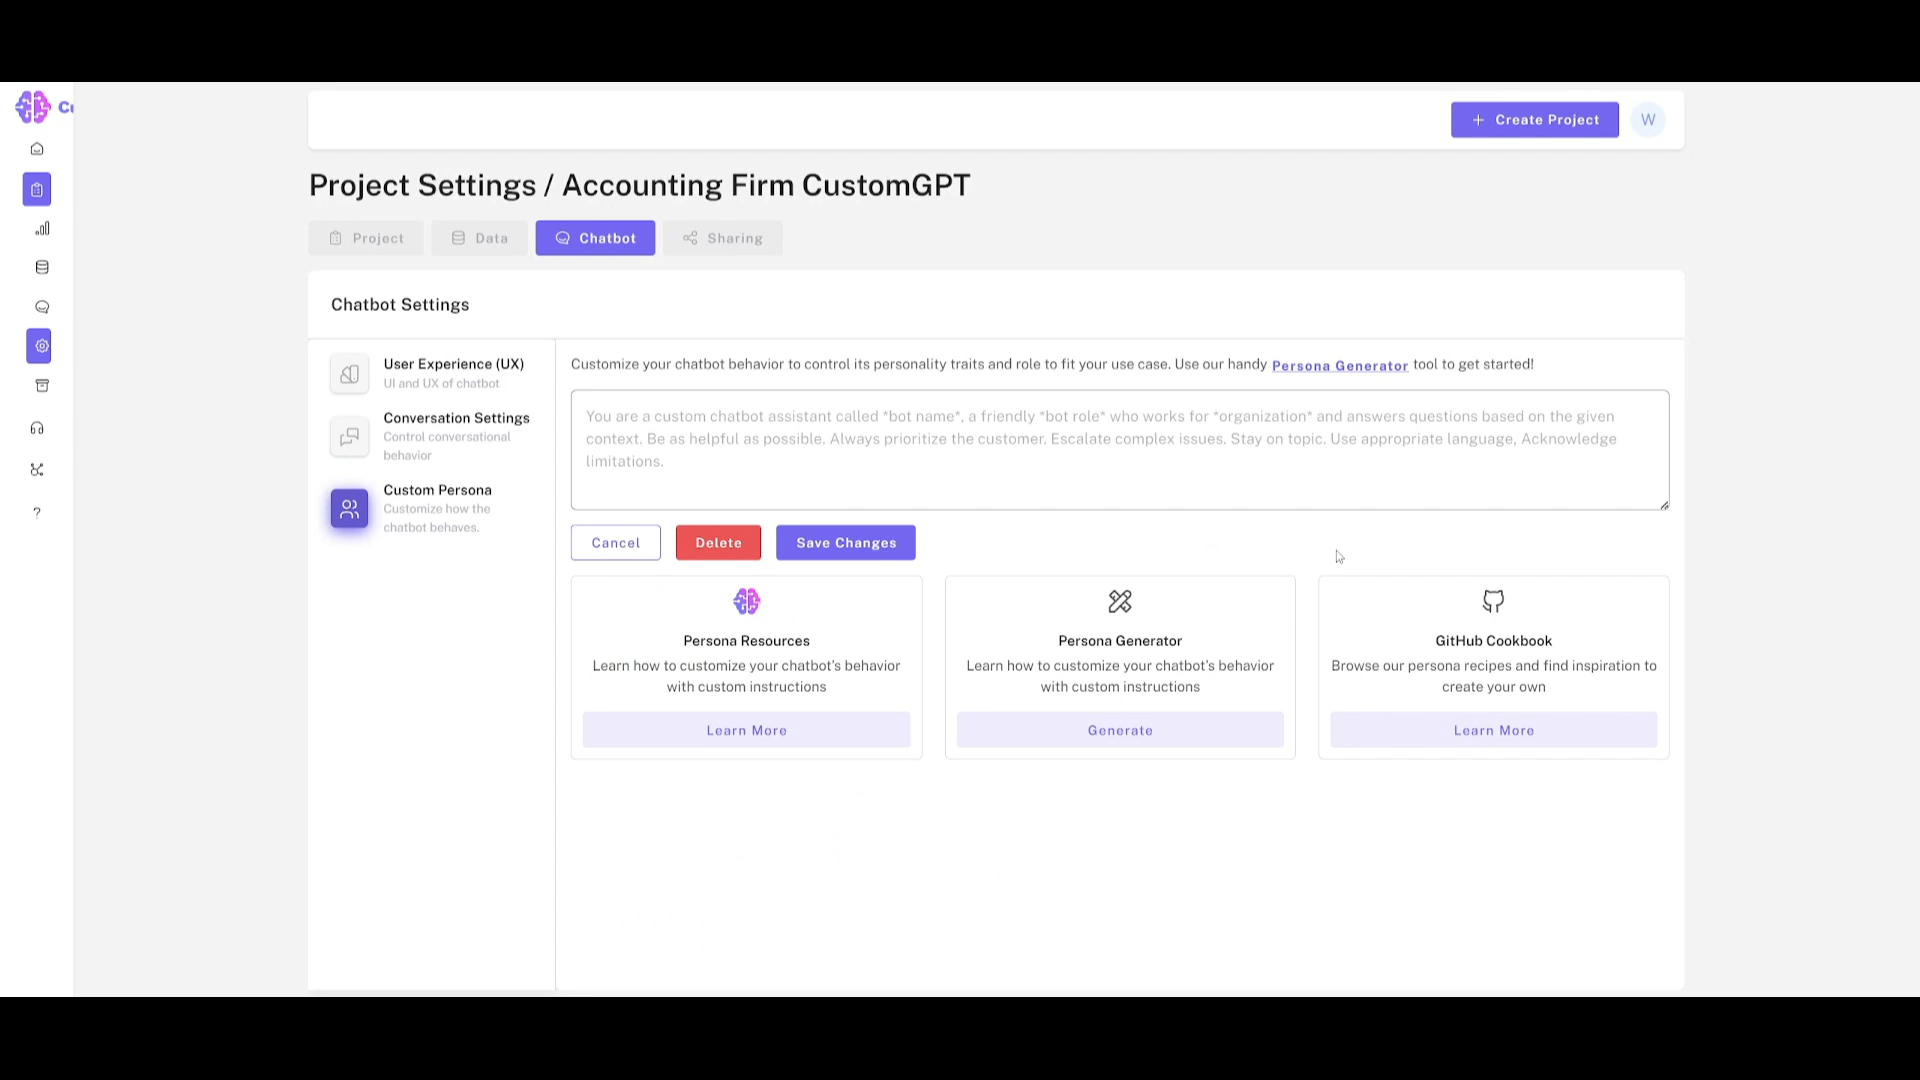 Cu
+ Create Project
W
Project Settings / Accounting Firm CustomGPT
Project
Data
Chatbot
Sharing
Chatbot Settings
User Experience (UX)
UI and UX of chatbot
Conversation Settings
Control conversational
behavior
Custom Persona
Customize how the
chatbot behaves.
Customize your chatbot behavior to control its personality traits and role to fit your use case. Use our handy Persona Generator tool to get started!
You are a custom chatbot assistant called *bot name*, a friendly *bot role* who works for *organization* and answers questions based on the given
context. Be as helpful as possible. Always prioritize the customer. Escalate complex issues. Stay on topic. Use appropriate language, Acknowledge
limitations.
Cancel
Delete
Save Changes
Persona Resources
Learn how to customize your chatbot's behavior
with custom instructions
Learn More
Persona Generator
Learn how to customize your chatbot's behavior
with custom instructions
Generate
GitHub Cookbook
Browse our persona recipes and find inspiration to
create your own
Learn More
?